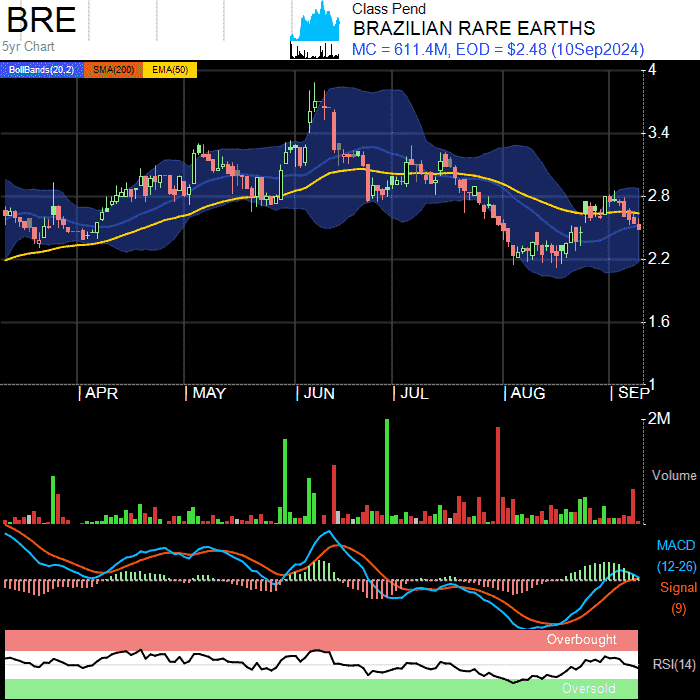 BRE
5yr Chart
Class Pend
BRAZILIAN RARE EARTHS
MC = 611.4M, EOD = $2.48 (10Sep2024)
BollBands(20,2) SMA(200) EMA(50)
4
3.4
2.8
2.2
1.6
1
APR MAY JUN JUL AUG SEP
2M
Volume
MACD
(12-26)
Signal
(9)
Overbought
RSI(14)
Oversold